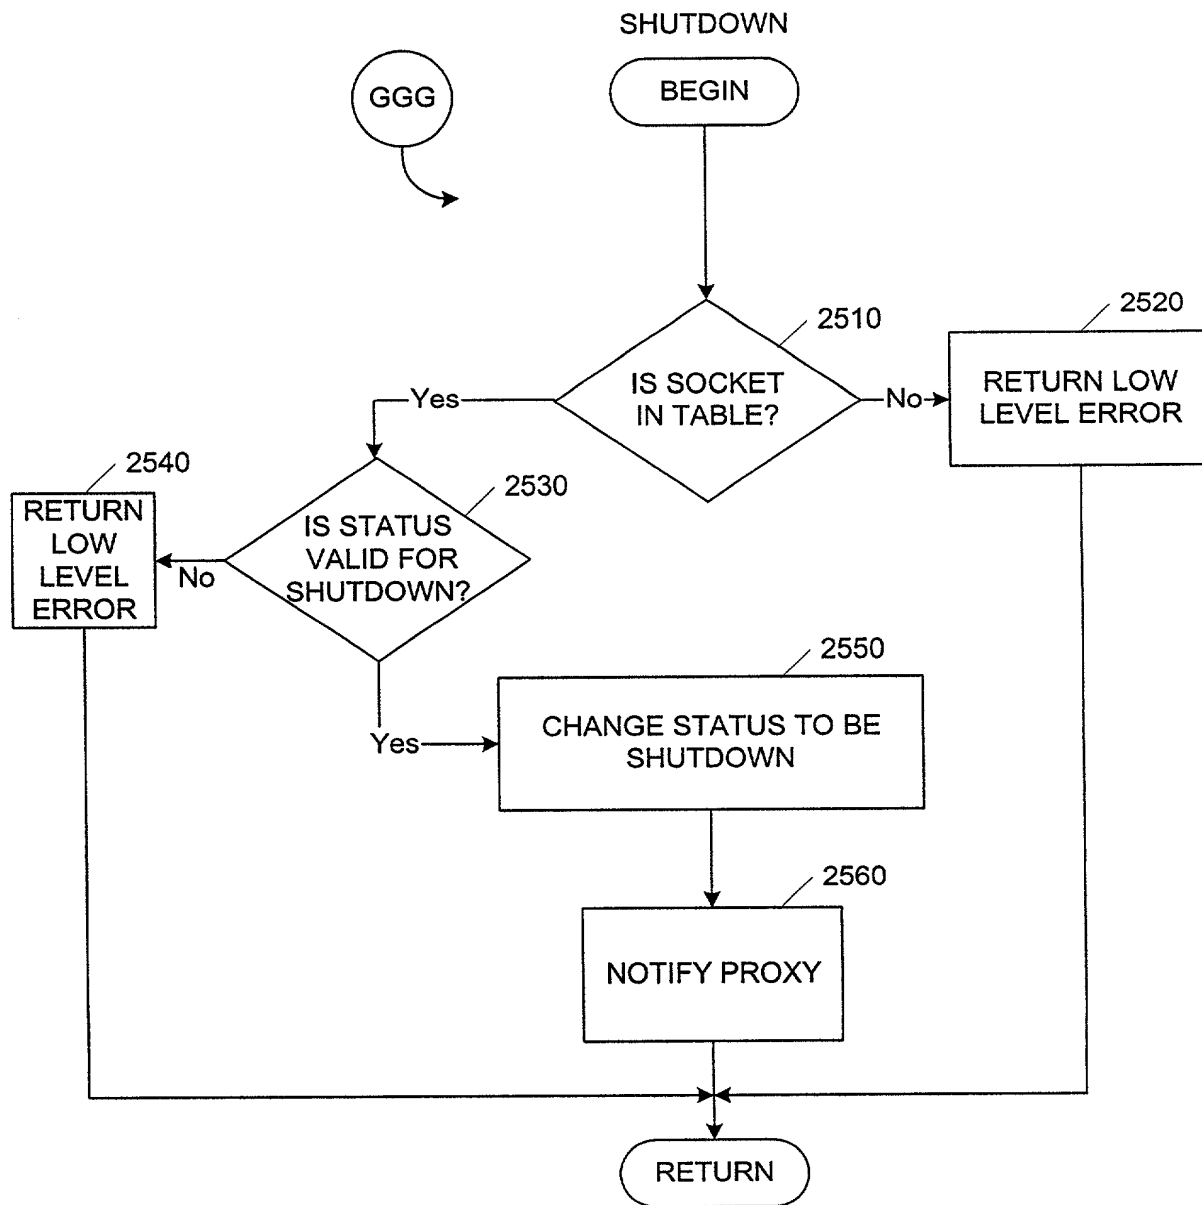 SHUTDOWN
GGG
BEGIN
2510
2520
IS SOCKET
IN TABLE?
Yes
No
RETURN LOW
LEVEL ERROR
2540
2530
RETURN
LOW
LEVEL
ERROR
No
IS STATUS
VALID FOR
SHUTDOWN?
2550
Yes
CHANGE STATUS TO BE
SHUTDOWN
2560
NOTIFY PROXY
RETURN